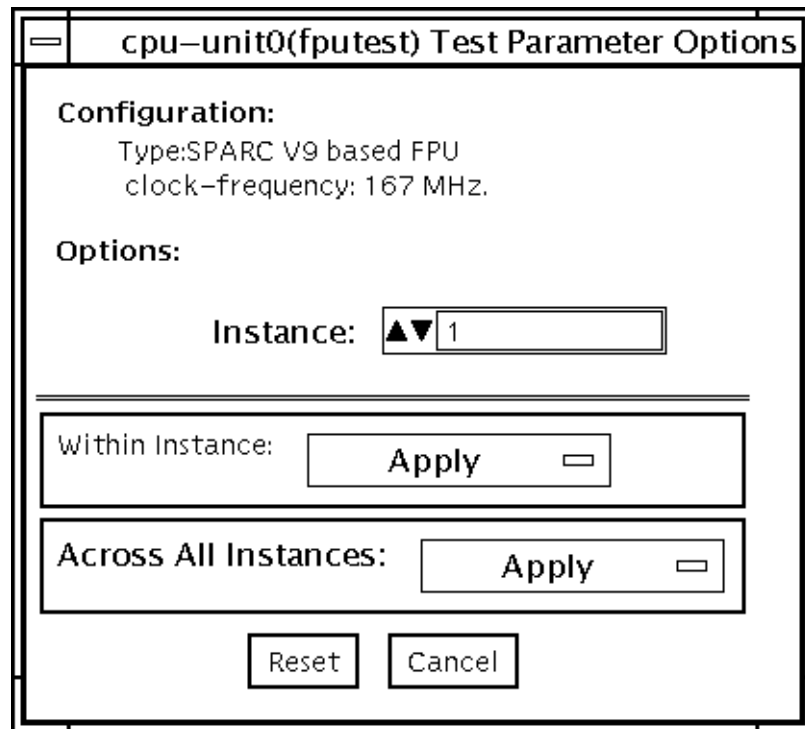 cpu-unit0(fputest) Test Parameter Options
Configuration:
Type:SPARC V9 based FPU
clock-frequency: 167 MHz.
Options:
Instance: 1
Within Instance: Apply
Across All Instances: Apply
Reset Cancel